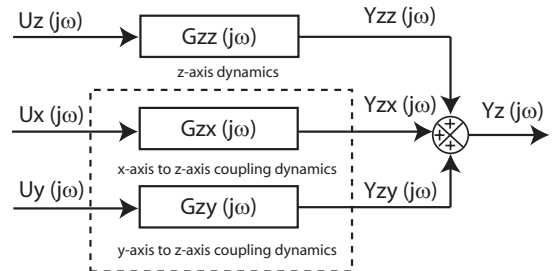 Uz (jω) Gzz (jω) Yzz (jω)
z-axis dynamics
Ux (jω) Gzx (jω) Yzx (jω) + + + Yz (jω)
x-axis to z-axis coupling dynamics
Uy (jω) Gzy (jω) Yzy (jω)
y-axis to z-axis coupling dynamics